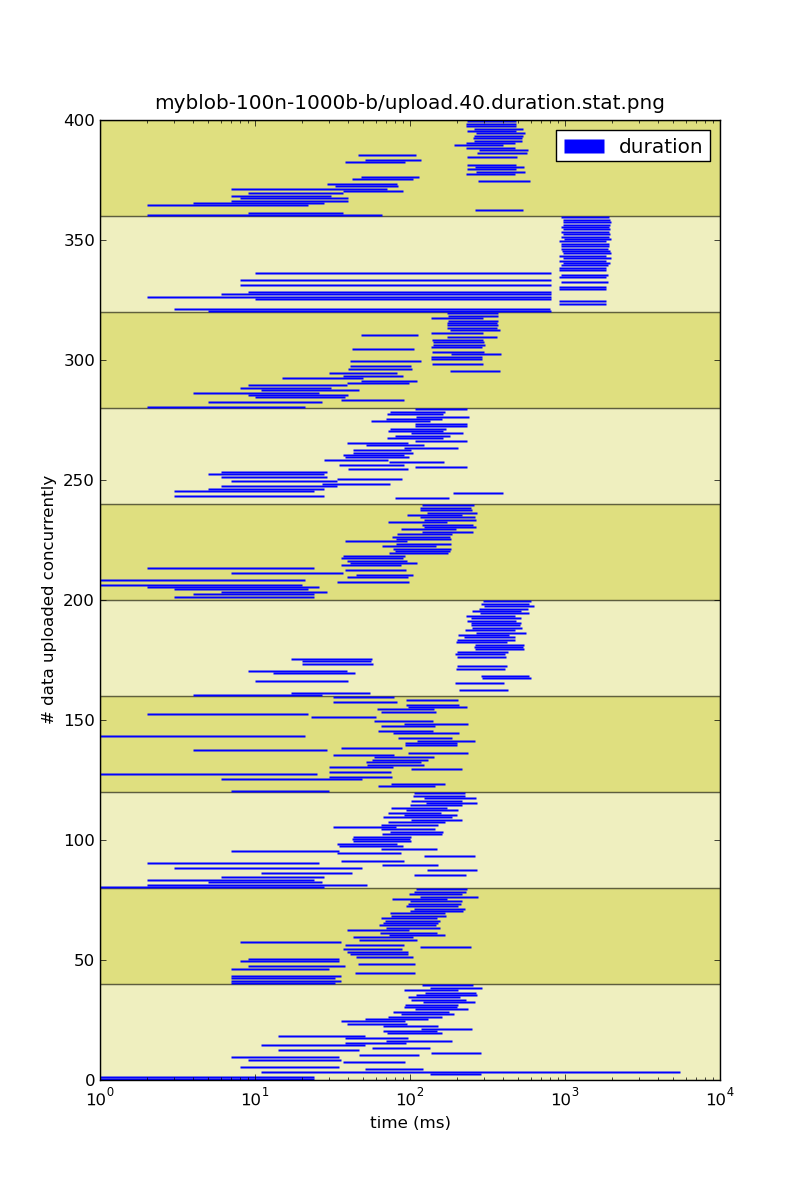 myblob-100n-1000b-b/upload.40.duration.stat.png
duration
400
350
300
250
200
150
100
50
0
# data uploaded concurrently
10^0 10^1 10^2 10^3 10^4
time (ms)